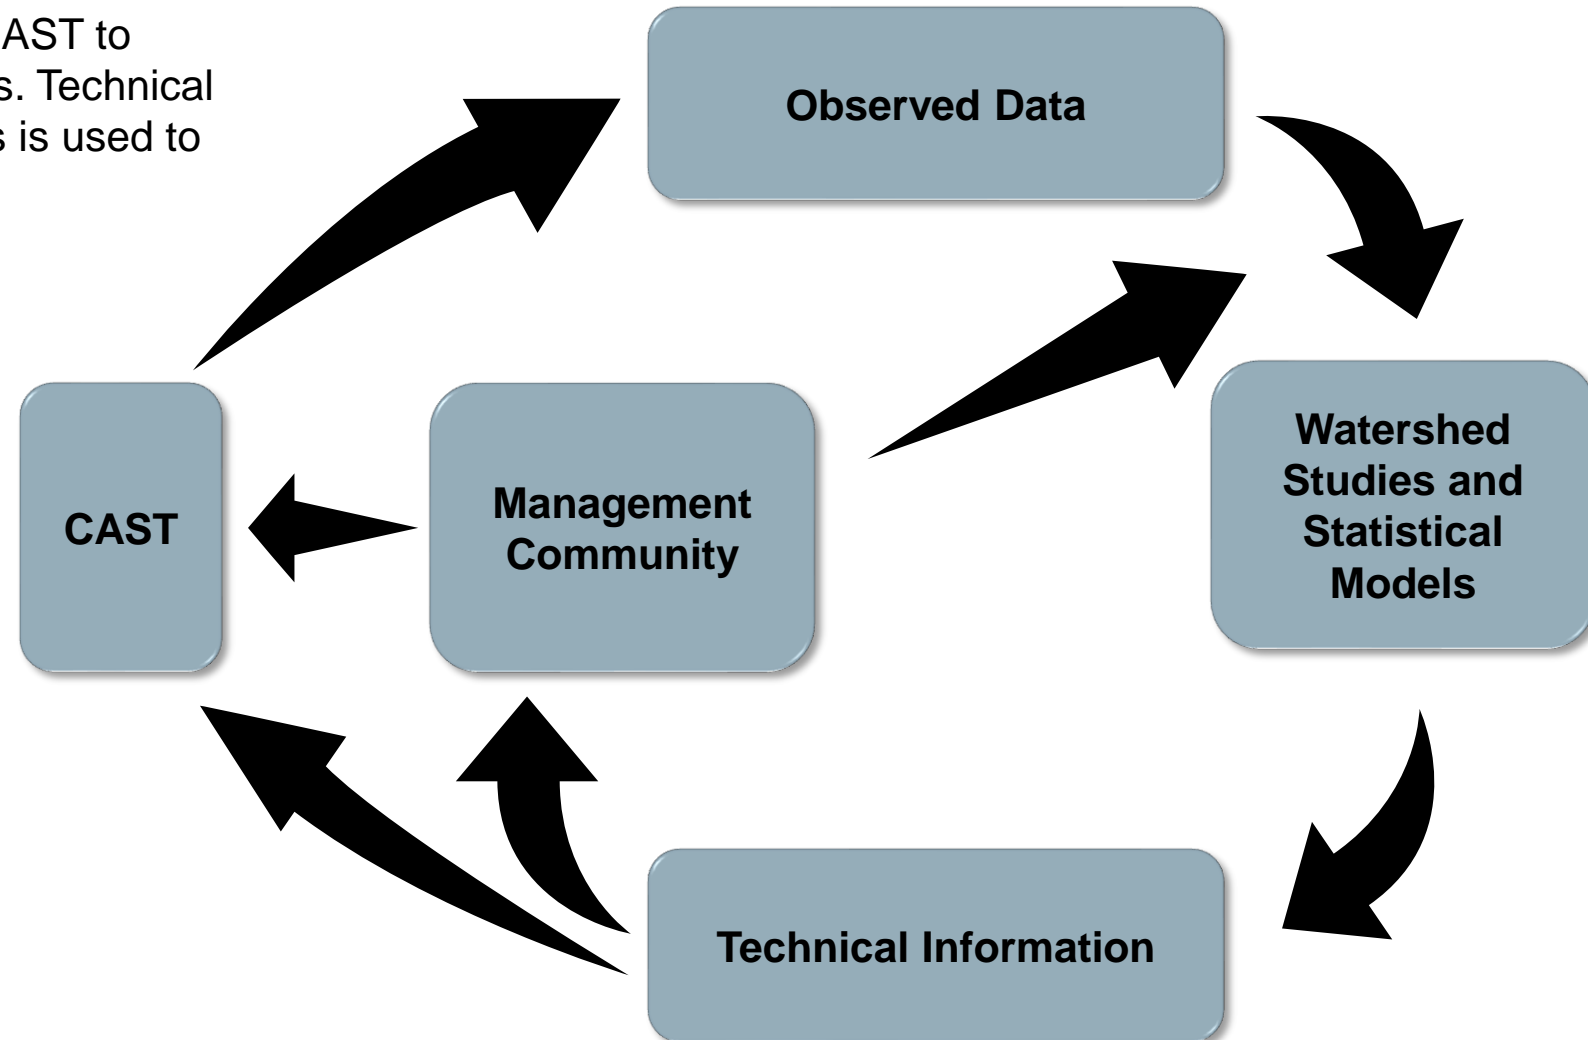 AST to
s. Technical
s is used to
Observed Data
CAST
Management
Community
Watershed
Studies and
Statistical
Models
Technical Information